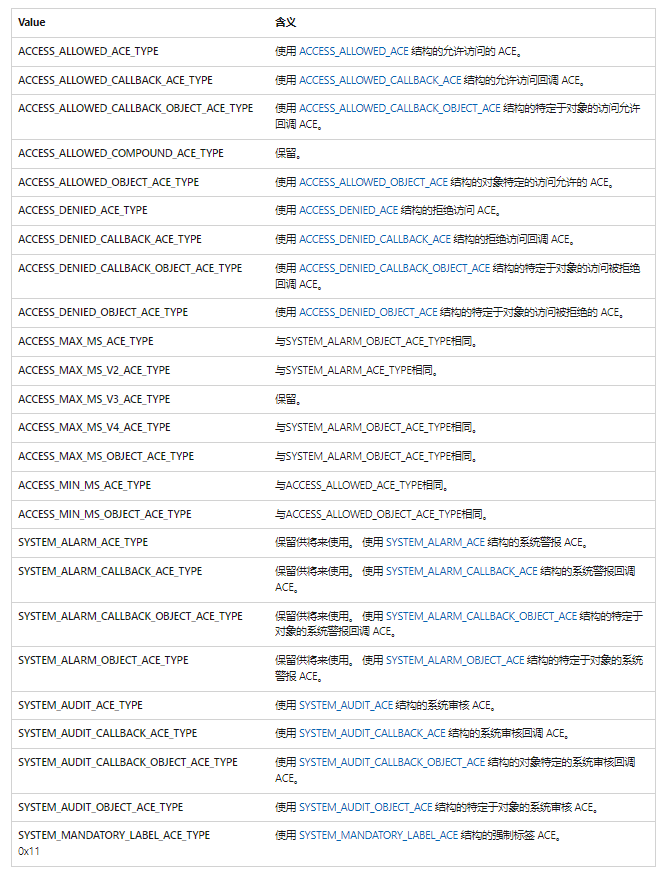 Value 含义
ACCESS_ALLOWED_ACE_TYPE 使用 ACCESS_ALLOWED_ACE 结构的允许访问的 ACE。
ACCESS_ALLOWED_CALLBACK_ACE_TYPE 使用 ACCESS_ALLOWED_CALLBACK_ACE 结构的允许访问回调 ACE。
ACCESS_ALLOWED_CALLBACK_OBJECT_ACE_TYPE 使用 ACCESS_ALLOWED_CALLBACK_OBJECT_ACE 结构的特定于对象的访问允许
回调 ACE。
ACCESS_ALLOWED_COMPOUND_ACE_TYPE 保留。
ACCESS_ALLOWED_OBJECT_ACE_TYPE 使用 ACCESS_ALLOWED_OBJECT_ACE 结构的对象特定的访问允许的 ACE。
ACCESS_DENIED_ACE_TYPE 使用 ACCESS_DENIED_ACE 结构的拒绝访问 ACE。
ACCESS_DENIED_CALLBACK_ACE_TYPE 使用 ACCESS_DENIED_CALLBACK_ACE 结构的拒绝访问回调 ACE。
ACCESS_DENIED_CALLBACK_OBJECT_ACE_TYPE 使用 ACCESS_DENIED_CALLBACK_OBJECT_ACE 结构的特定于对象的访问被拒绝
回调 ACE。
ACCESS_DENIED_OBJECT_ACE_TYPE 使用 ACCESS_DENIED_OBJECT_ACE 结构的特定于对象的访问被拒绝的 ACE。
ACCESS_MAX_MS_ACE_TYPE 与SYSTEM_ALARM_OBJECT_ACE_TYPE相同。
ACCESS_MAX_MS_V2_ACE_TYPE 与SYSTEM_ALARM_ACE_TYPE相同。
ACCESS_MAX_MS_V3_ACE_TYPE 保留。
ACCESS_MAX_MS_V4_ACE_TYPE 与SYSTEM_ALARM_OBJECT_ACE_TYPE相同。
ACCESS_MAX_MS_OBJECT_ACE_TYPE 与SYSTEM_ALARM_OBJECT_ACE_TYPE相同。
ACCESS_MIN_MS_ACE_TYPE 与ACCESS_ALLOWED_ACE_TYPE相同。
ACCESS_MIN_MS_OBJECT_ACE_TYPE 与ACCESS_ALLOWED_OBJECT_ACE_TYPE相同。
SYSTEM_ALARM_ACE_TYPE 保留供将来使用。 使用 SYSTEM_ALARM_ACE 结构的系统警报 ACE。
SYSTEM_ALARM_CALLBACK_ACE_TYPE 保留供将来使用。 使用 SYSTEM_ALARM_CALLBACK_ACE 结构的系统警报回调
ACE。
SYSTEM_ALARM_CALLBACK_OBJECT_ACE_TYPE 保留供将来使用。 使用 SYSTEM_ALARM_CALLBACK_OBJECT_ACE 结构的特定于
对象的系统警报回调 ACE。
SYSTEM_ALARM_OBJECT_ACE_TYPE 保留供将来使用。 使用 SYSTEM_ALARM_OBJECT_ACE 结构的特定于对象的系统
警报 ACE。
SYSTEM_AUDIT_ACE_TYPE 使用 SYSTEM_AUDIT_ACE 结构的系统审核 ACE。
SYSTEM_AUDIT_CALLBACK_ACE_TYPE 使用 SYSTEM_AUDIT_CALLBACK_ACE 结构的系统审核回调 ACE。
SYSTEM_AUDIT_CALLBACK_OBJECT_ACE_TYPE 使用 SYSTEM_AUDIT_CALLBACK_OBJECT_ACE 结构的对象特定的系统审核回调
ACE。
SYSTEM_AUDIT_OBJECT_ACE_TYPE 使用 SYSTEM_AUDIT_OBJECT_ACE 结构的特定于对象的系统审核 ACE。
SYSTEM_MANDATORY_LABEL_ACE_TYPE 使用 SYSTEM_MANDATORY_LABEL_ACE 结构的强制标签 ACE。
0x11